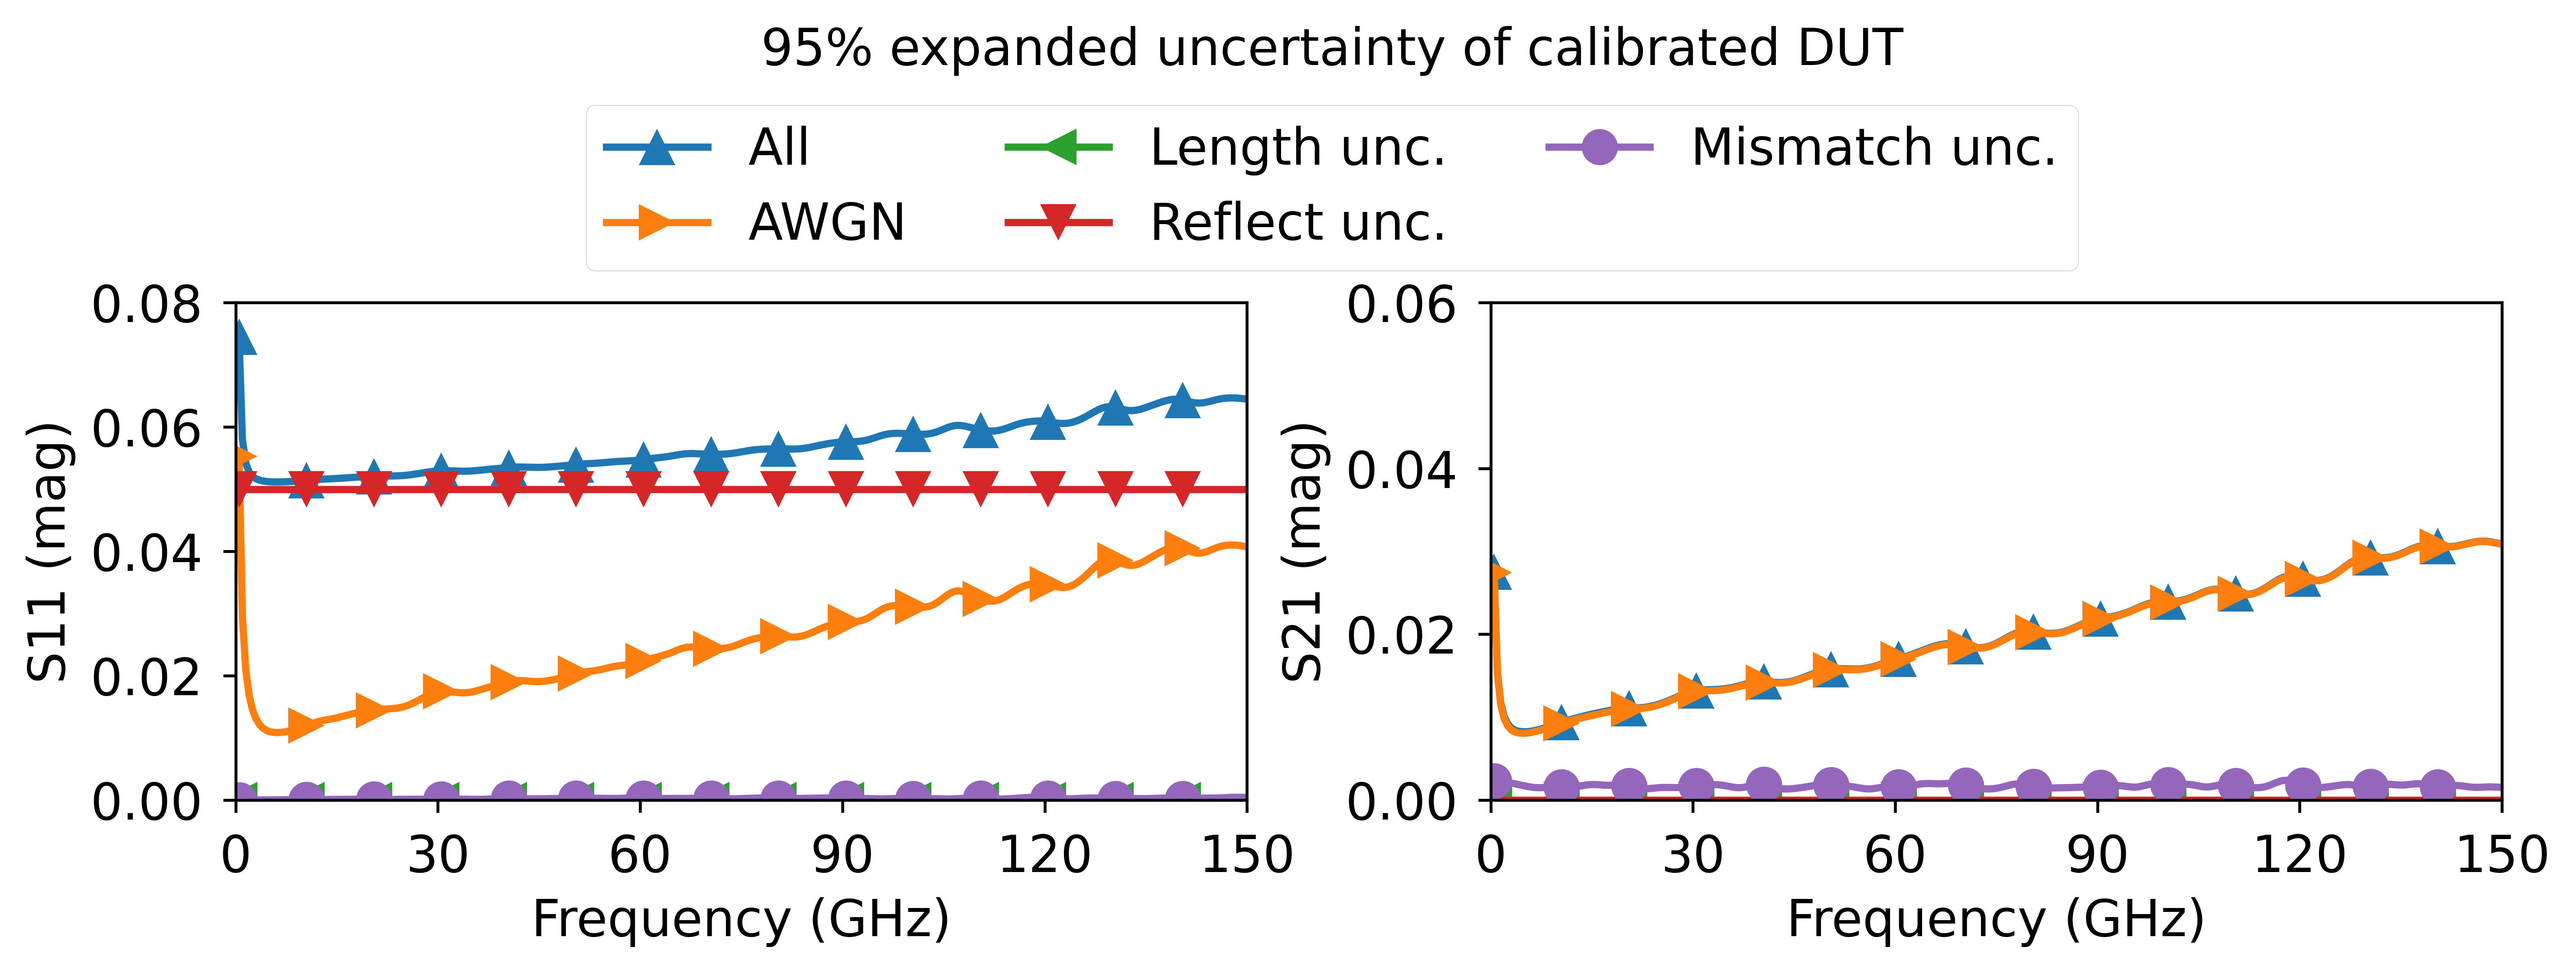 95% expanded uncertainty of calibrated DUT
All
AWGN
Length unc.
Reflect unc.
Mismatch unc.
S11 (mag)
0.08
0.06
0.04
0.02
0.00
0 30 60 90 120 150
Frequency (GHz)
S21 (mag)
0.06
0.04
0.02
0.00
0 30 60 90 120 150
Frequency (GHz)